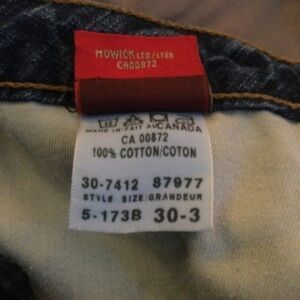 HOWICK LTD/LTÉE
CA00872
MADE IN/FAIT AU CANADA
CA 00872
100% COTTON/COTON
30-7412 87977
STYLE SIZE/GRANDEUR
5-173B 30-3